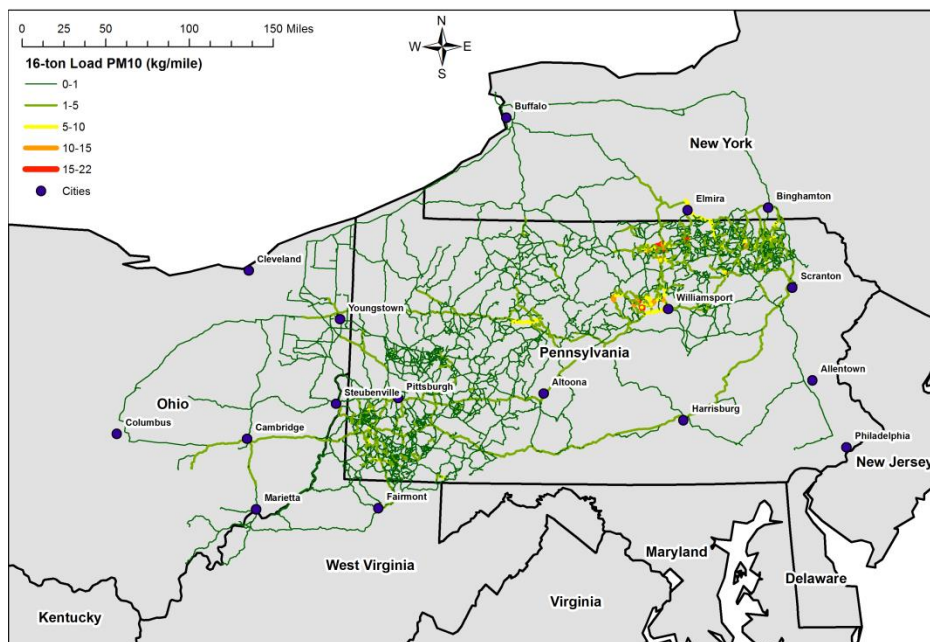 0 25 50 100 150 Miles
16-ton Load PM10 (kg/mile)
0-1
1-5
5-10
10-15
15-22
Cities
N
W E
S
Buffalo
New York
Elmira
Binghamton
Cleveland
Scranton
Youngstown
Williamsport
Pennsylvania
Allentown
Altoona
Pittsburgh
Steubenville
Ohio
Harrisburg
Columbus
Cambridge
Philadelphia
New Jersey
Marietta
Fairmont
West Virginia
Maryland
Delaware
Virginia
Kentucky